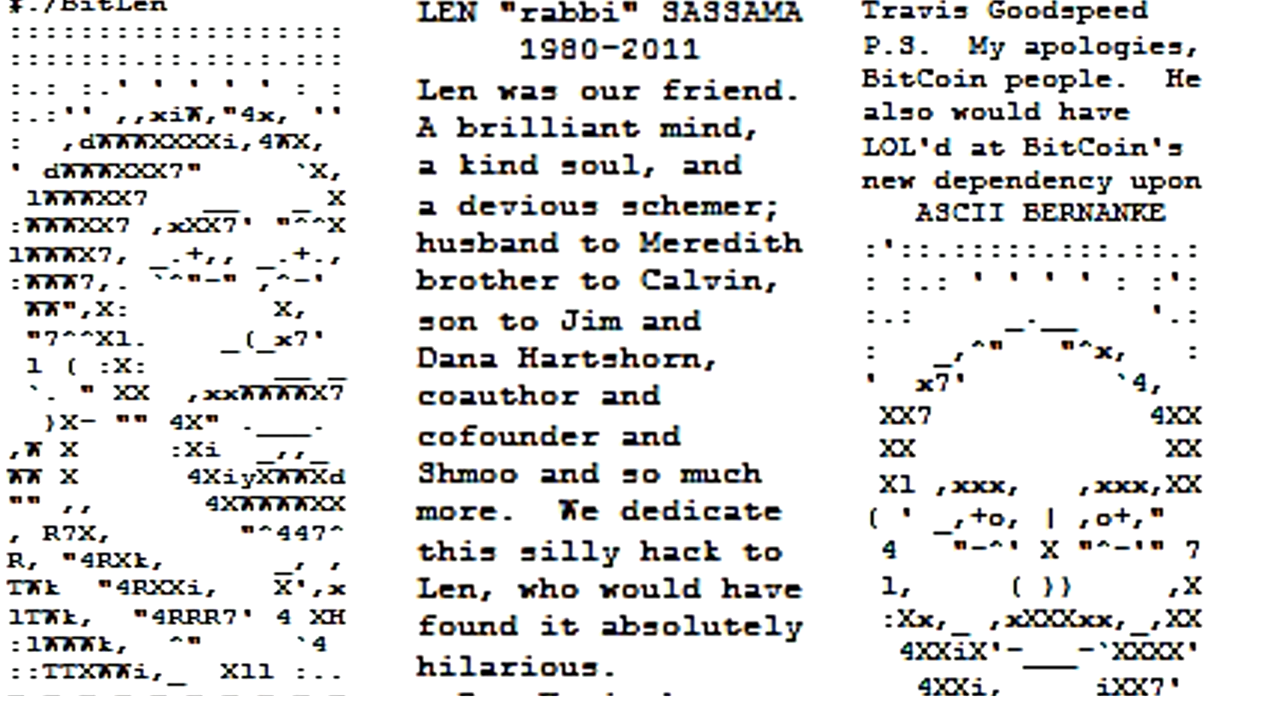 #./BitLen
LEN "rabbi" SASSAMA
1980-2011
Len was our friend.
A brilliant mind,
a kind soul, and
a devious schemer;
husband to Meredith
brother to Calvin,
son to Jim and
Dana Hartshorn,
coauthor and
cofounder and
Shmoo and so much
more.  We dedicate
this silly hack to
Len, who would have
found it absolutely
hilarious.
Travis Goodspeed
P.S.  My apologies,
BitCoin people.  He
also would have
LOL'd at BitCoin's
new dependency upon
ASCII BERNANKE